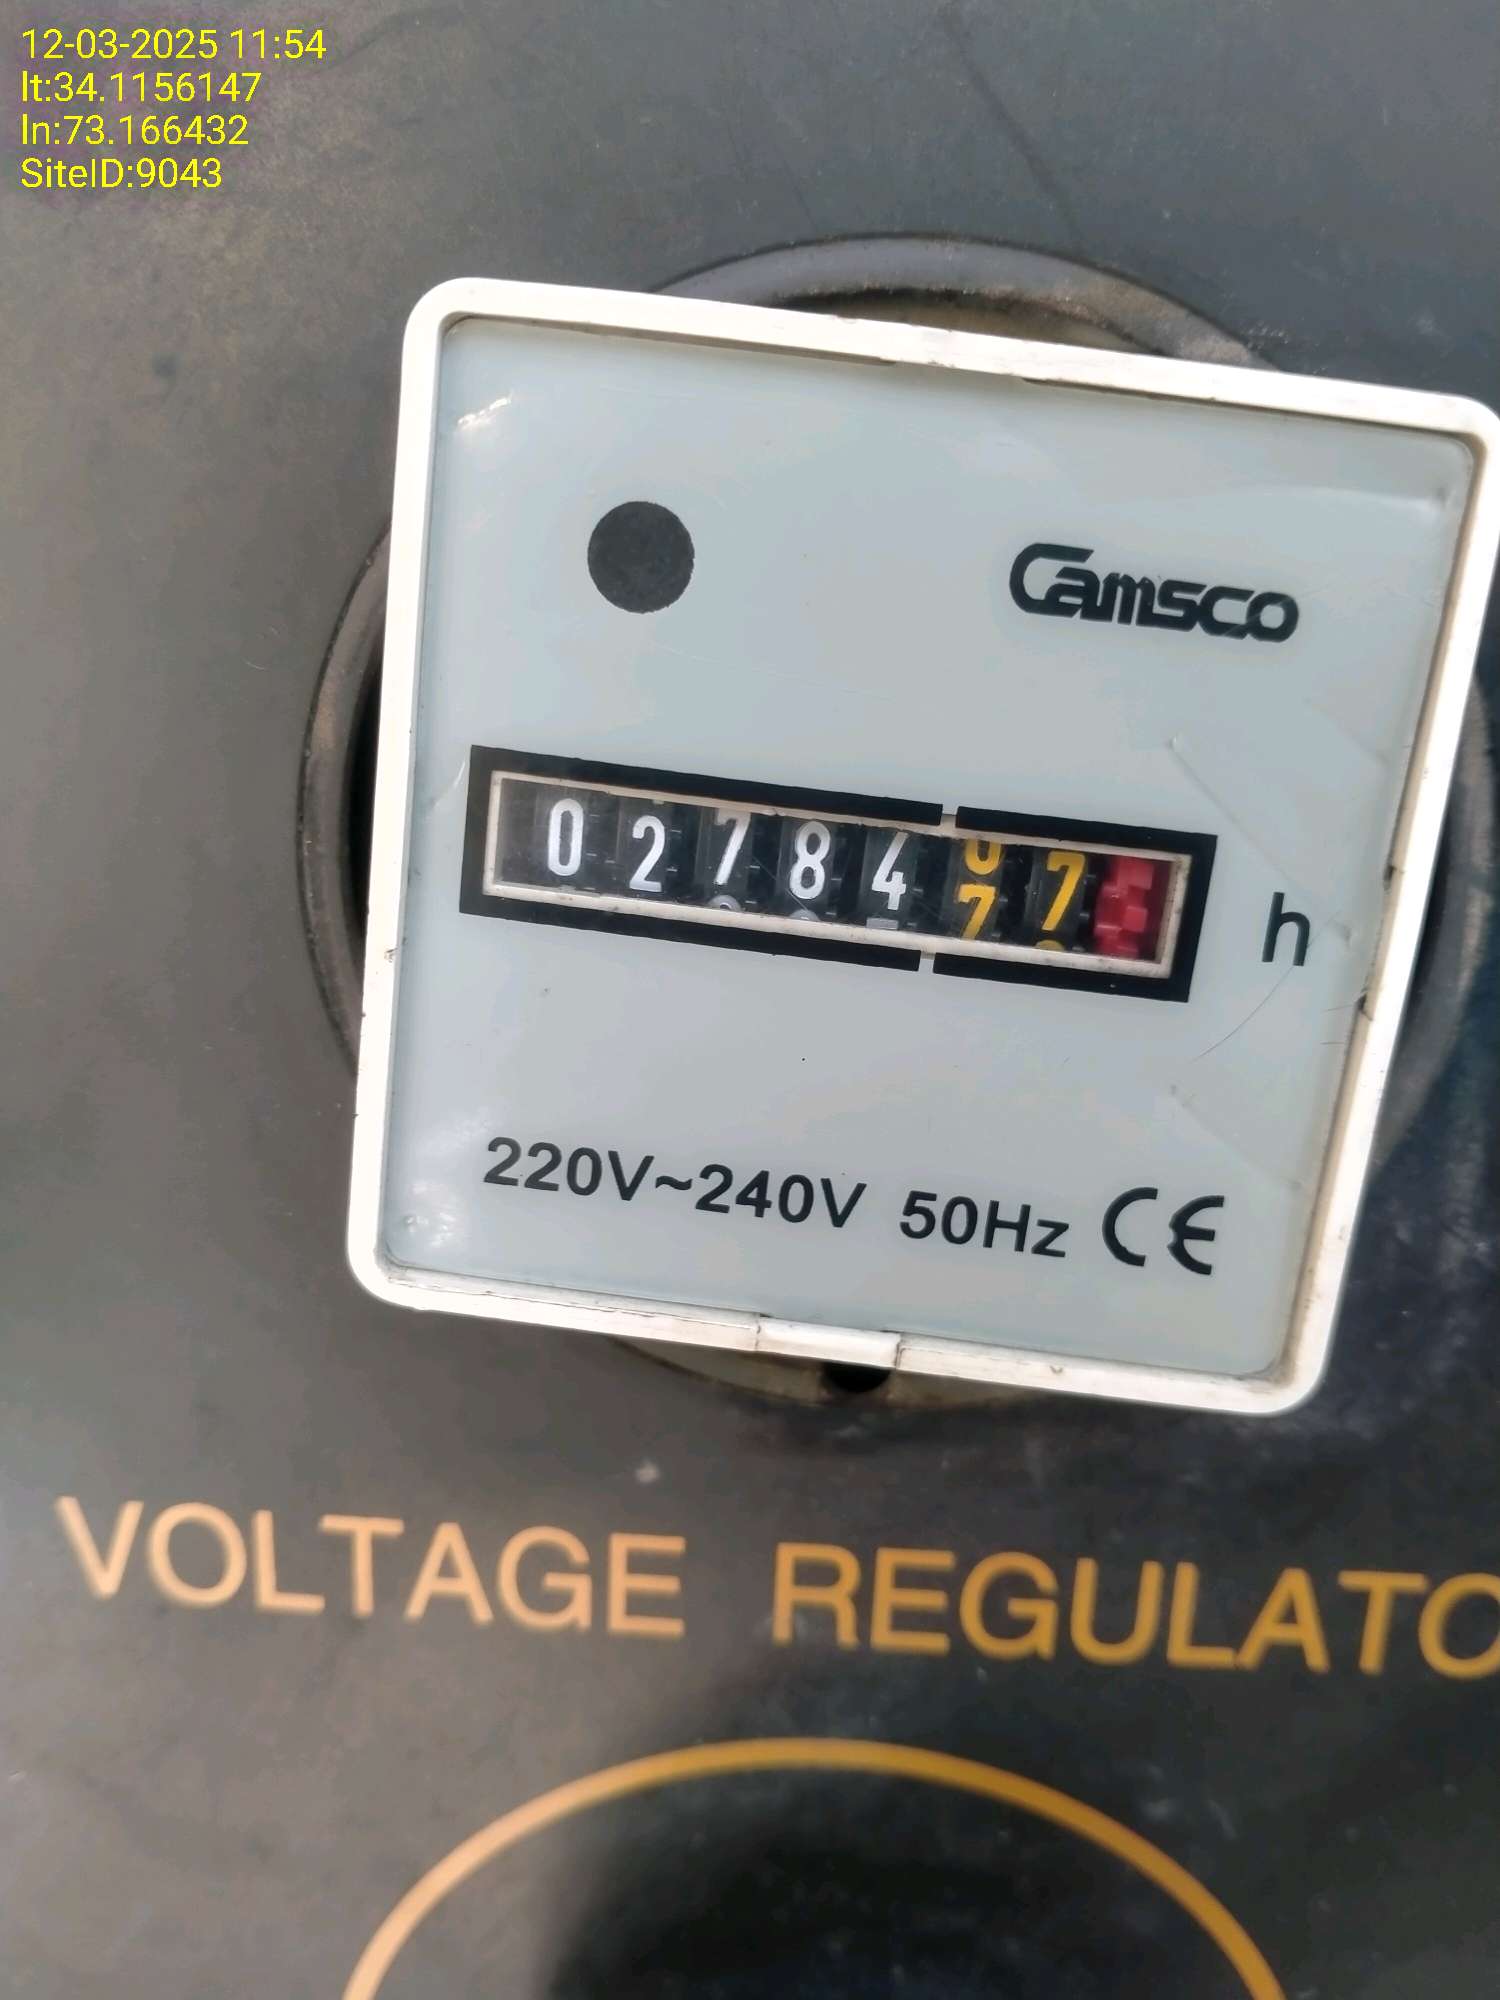 12-03-2025 11:54
lt:34.1156147
ln:73.166432
SiteID:9043
Camsco
02784 7 h
220V~240V 50Hz CE
VOLTAGE REGULATO